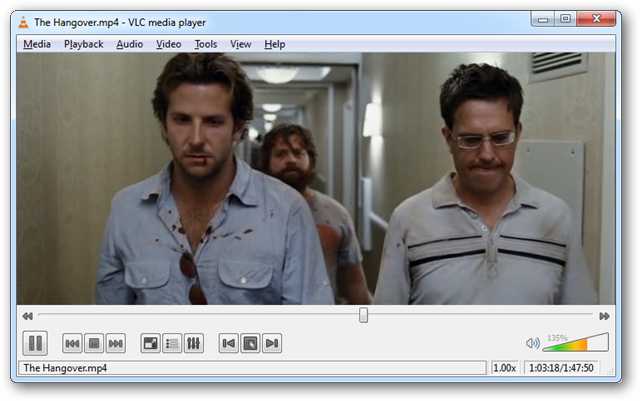 The Hangover.mp4 - VLC media player
Media Playback Audio Video Tools View Help
135%
The Hangover.mp4 1.00x 1:03:18/1:47:50